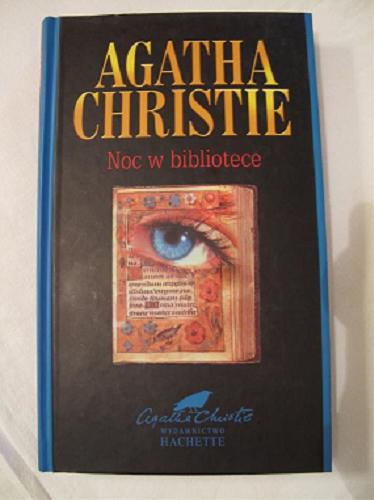 AGATHA
CHRISTIE
Noc w bibliotece
Agatha Christie
WYDAWNICTWO
HACHETTE